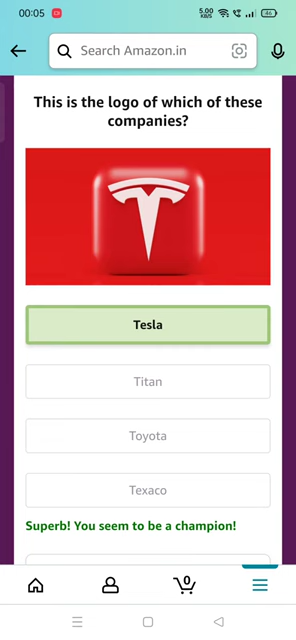 00:05
5.00
KB/S
46
Search Amazon.in
This is the logo of which of these
companies?
Tesla
Titan
Toyota
Texaco
Superb! You seem to be a champion!
0